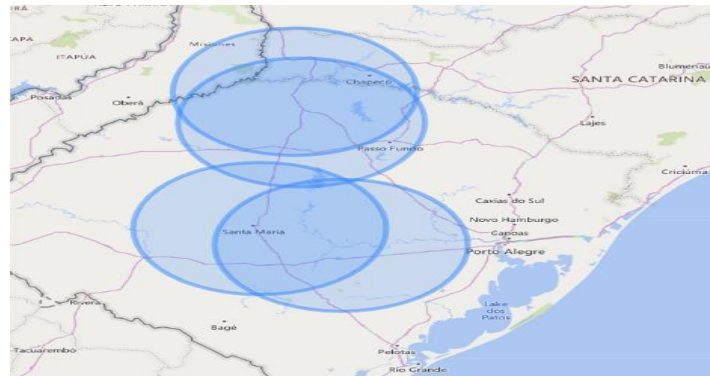 CAPÁ
Misiones
ITAPÚA
Blumenau
Chapecó
SANTA CATARINA
Posadas
Oberá
Lajes
Passo Fundo
Criciúma
Caxias do Sul
Novo Hamburgo
Santa Maria
Canoas
Porto Alegre
Rivera
Lake
dos
Patos
Bagé
Tacuarembó
Pelotas
Rio Grande